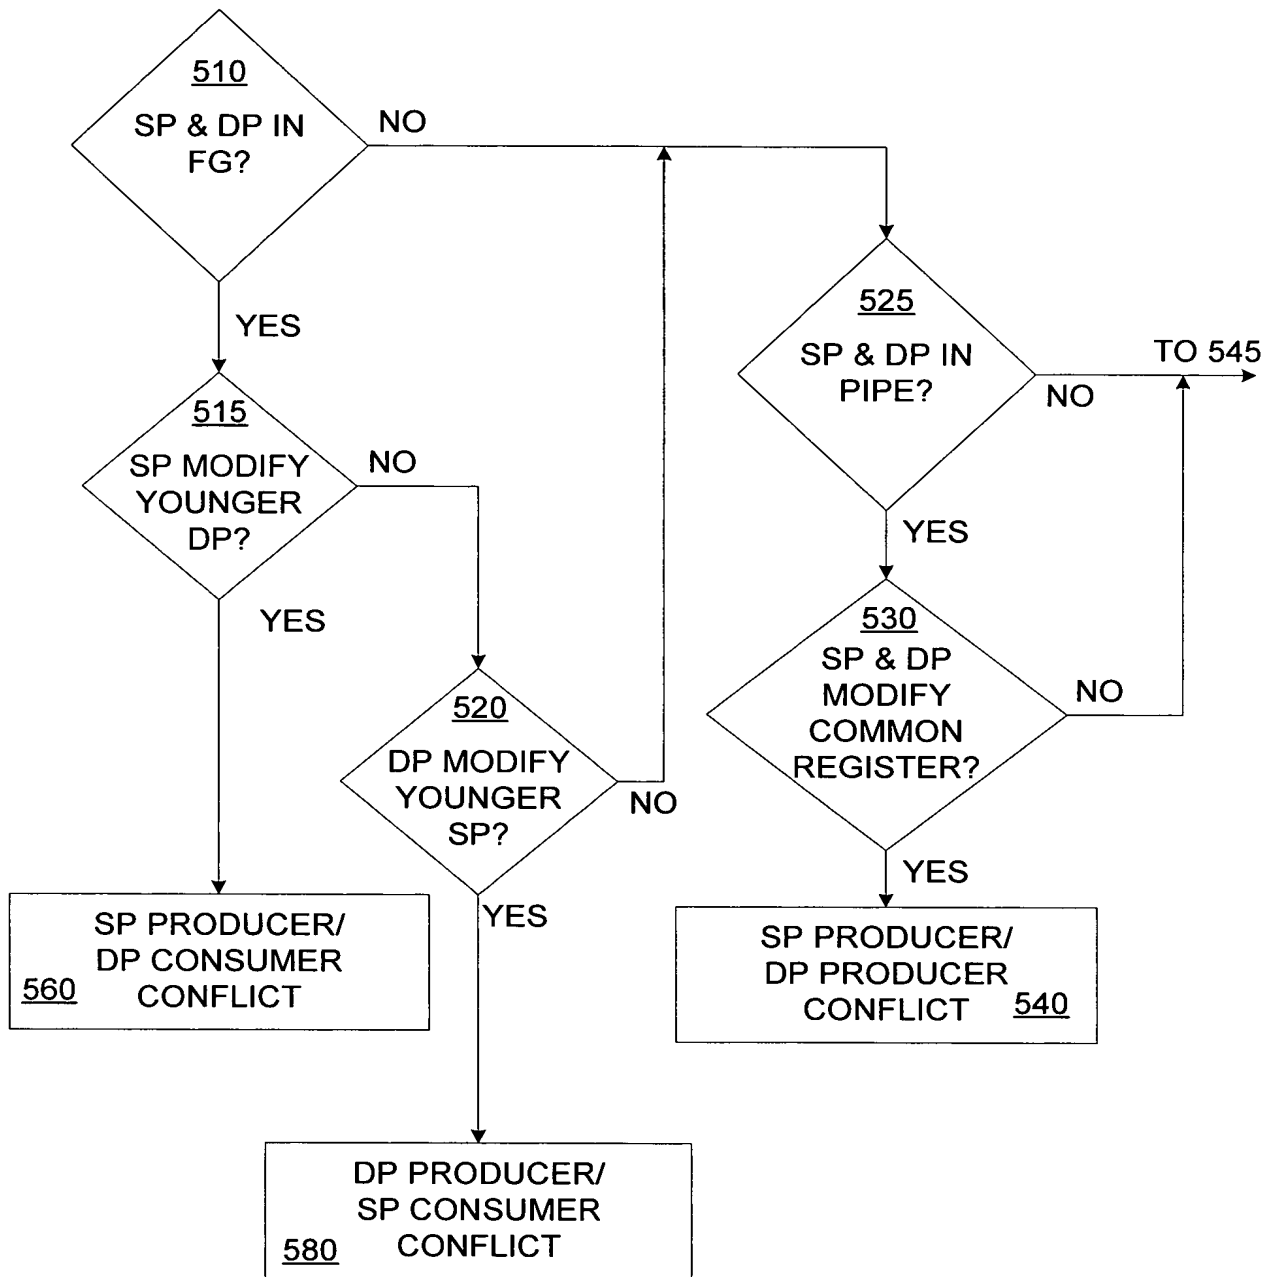 510
SP & DP IN
FG?
NO
YES
525
SP & DP IN
PIPE?
TO 545
NO
515
SP MODIFY
YOUNGER
DP?
NO
YES
YES
530
SP & DP
MODIFY
COMMON
REGISTER?
NO
520
DP MODIFY
YOUNGER
SP?
NO
YES
YES
SP PRODUCER/
DP CONSUMER
CONFLICT
560
SP PRODUCER/
DP PRODUCER
CONFLICT
540
DP PRODUCER/
SP CONSUMER
CONFLICT
580